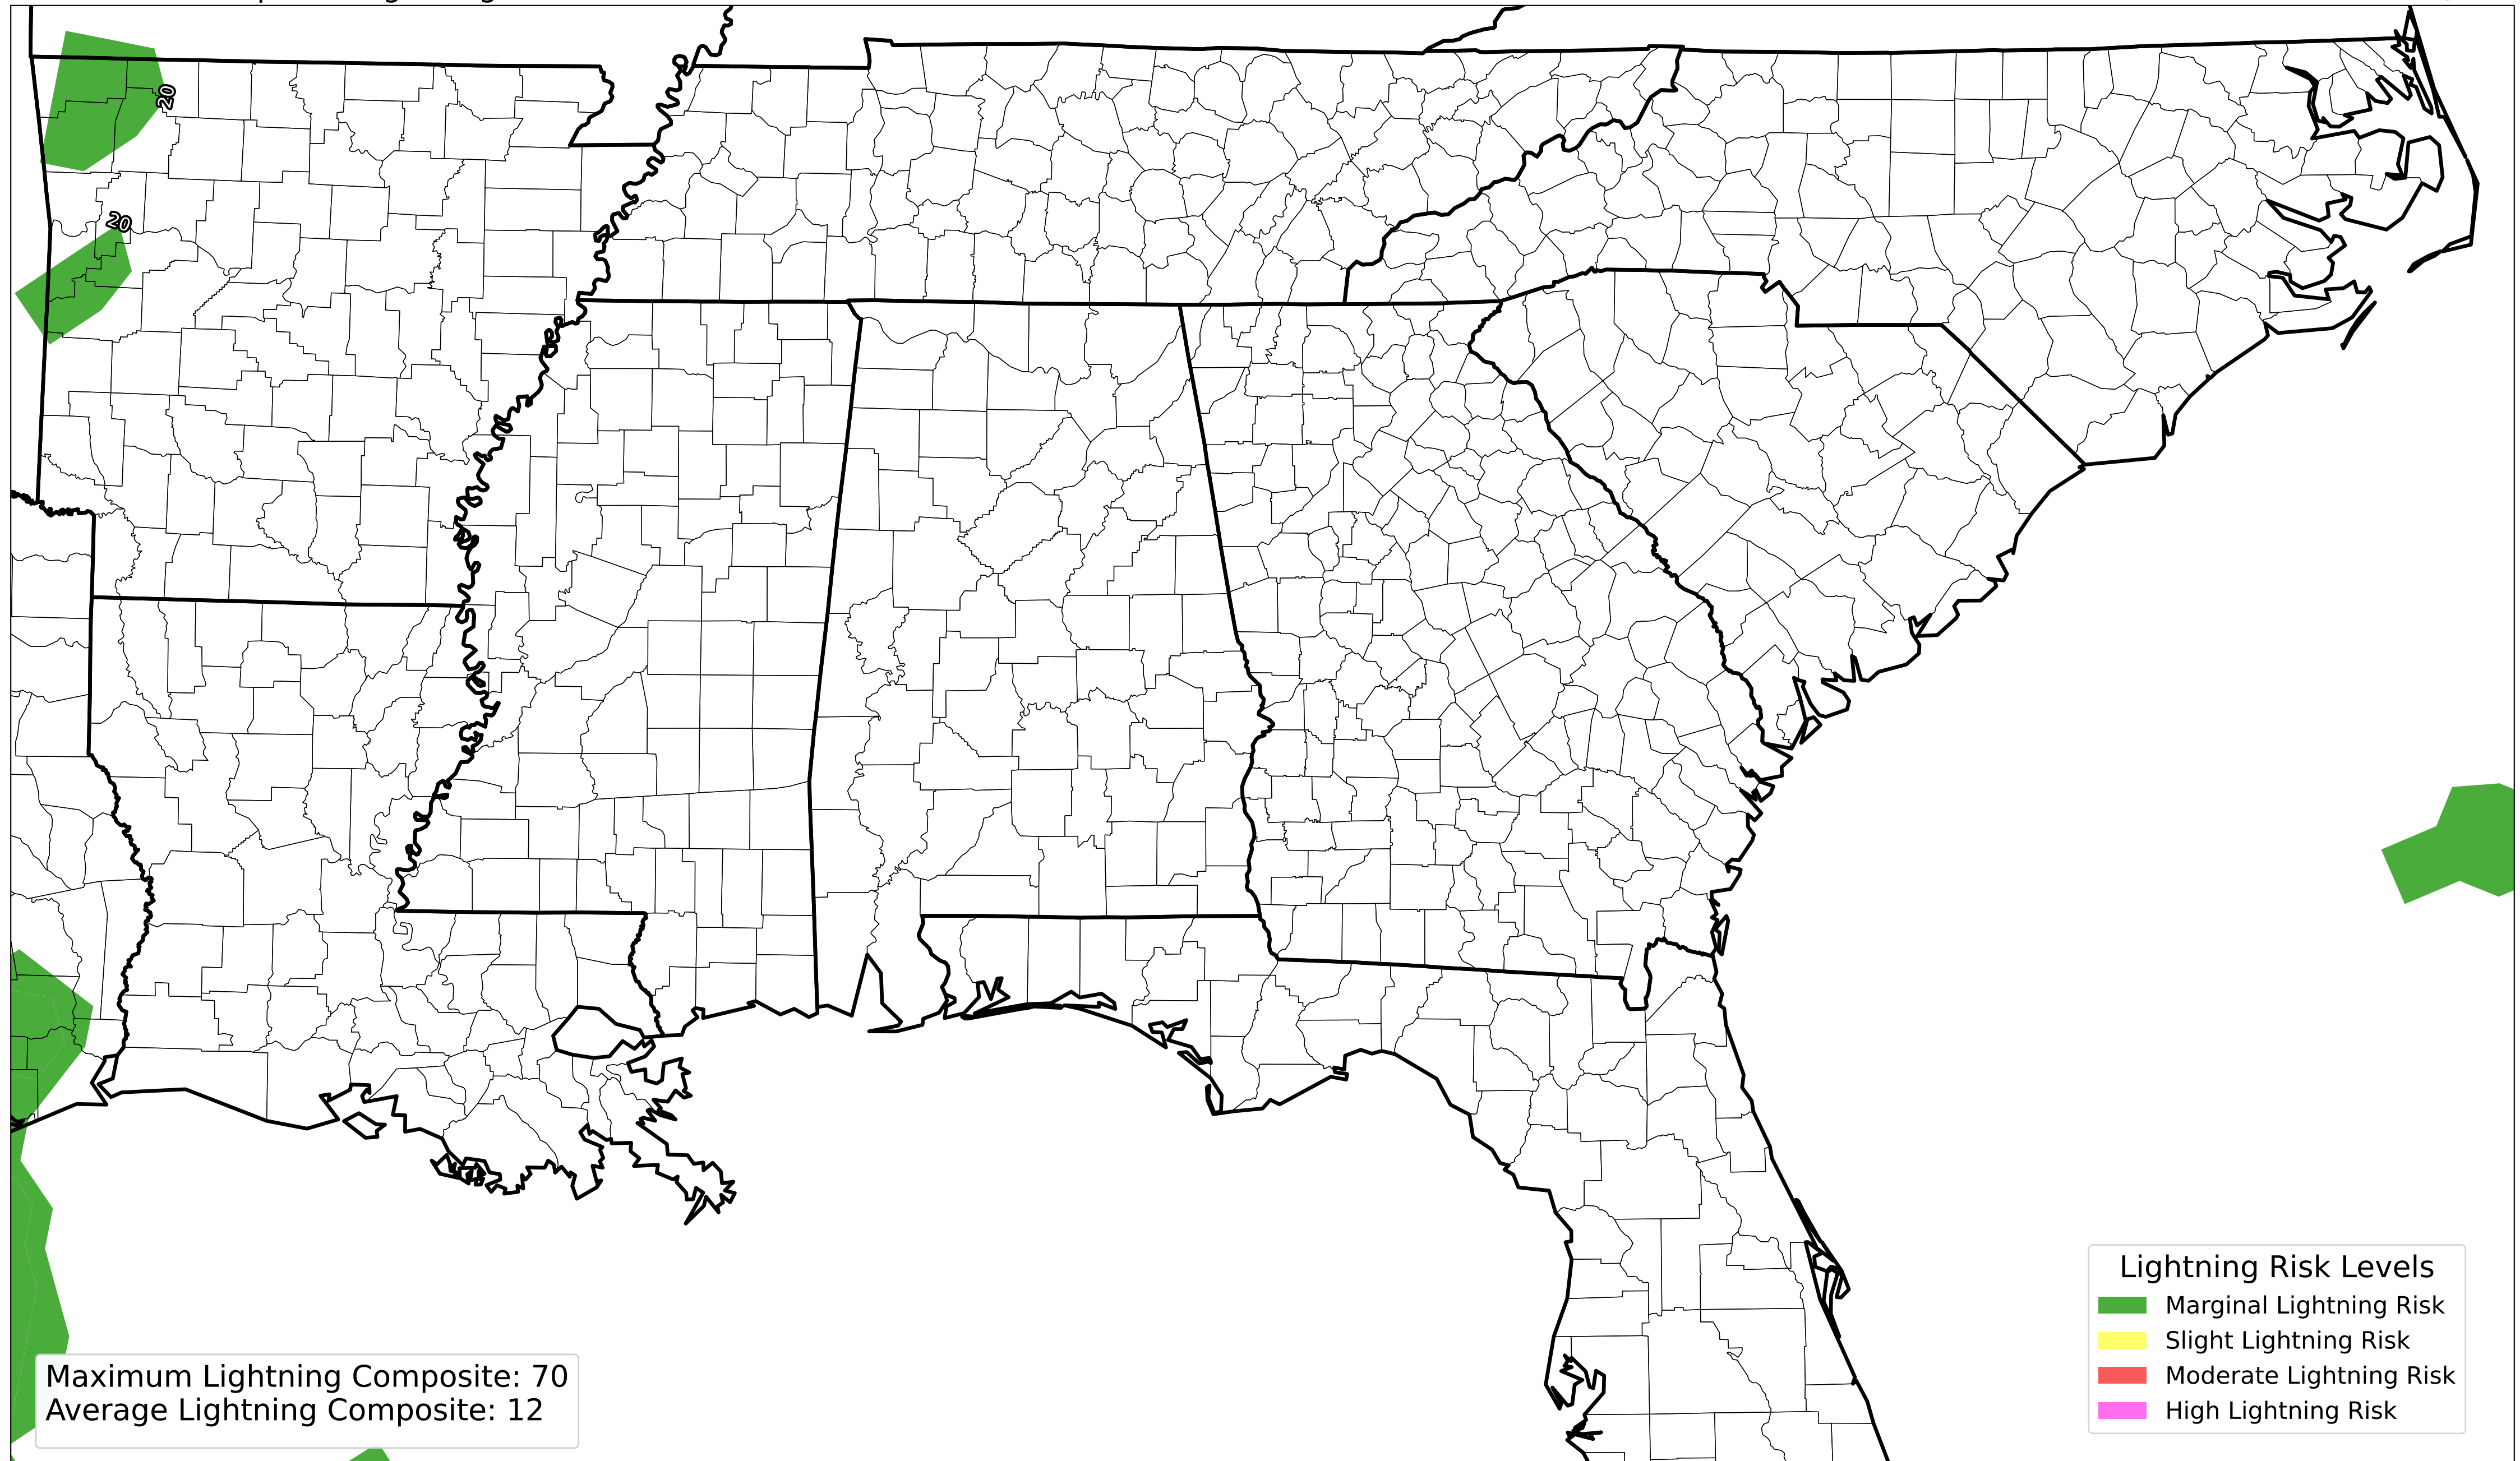 20
20
Maximum Lightning Composite: 70
Average Lightning Composite: 12
Lightning Risk Levels
Marginal Lightning Risk
Slight Lightning Risk
Moderate Lightning Risk
High Lightning Risk